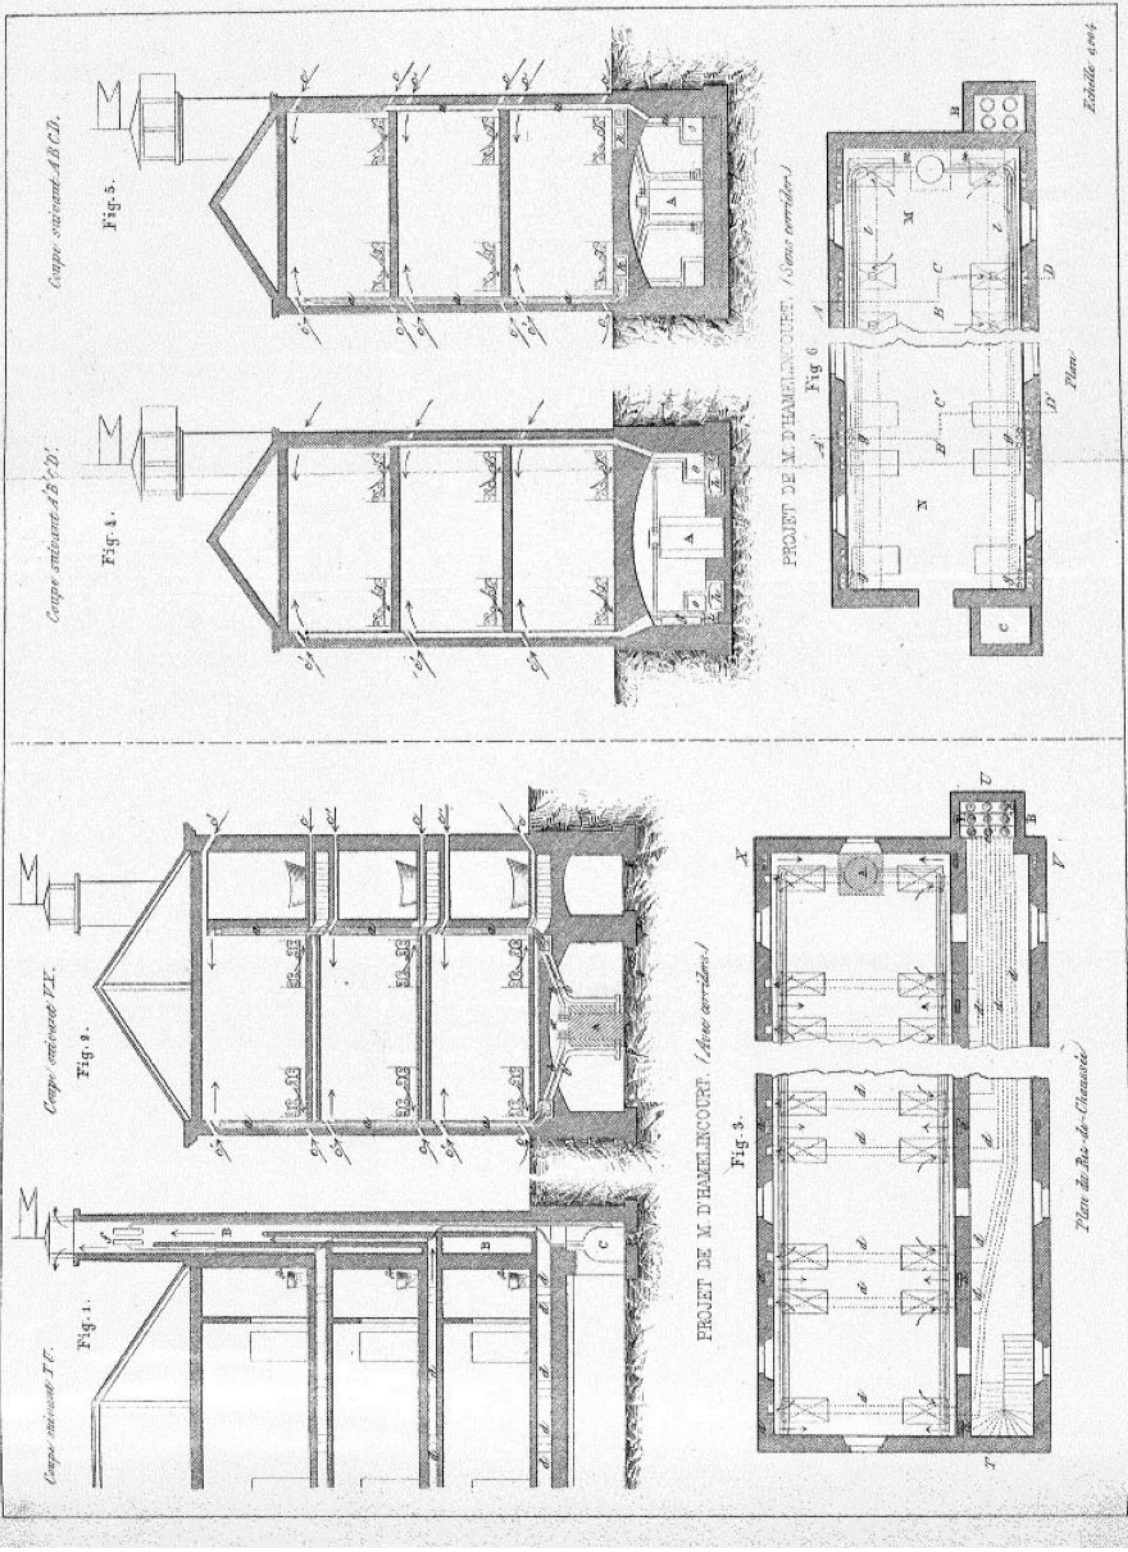 Coupe suivant T U.
Fig. 1.
Coupe suivant V X.
Fig. 2.
Coupe suivant A'B'C'D'.
Fig. 4.
Coupe suivant A B C D.
Fig. 5.
PROJET DE M D'HAMELINCOURT. (Avec corridors)
Fig. 3.
X
U
B
V
A
T
Plan du Rez-de-Chaussée
PROJET DE M. D'HAMELINCOURT. (Sans corridors)
Fig 6
A'
A
B
M
N
C
B'
C'
B
C
D'
D
Plan
Echelle 0,004